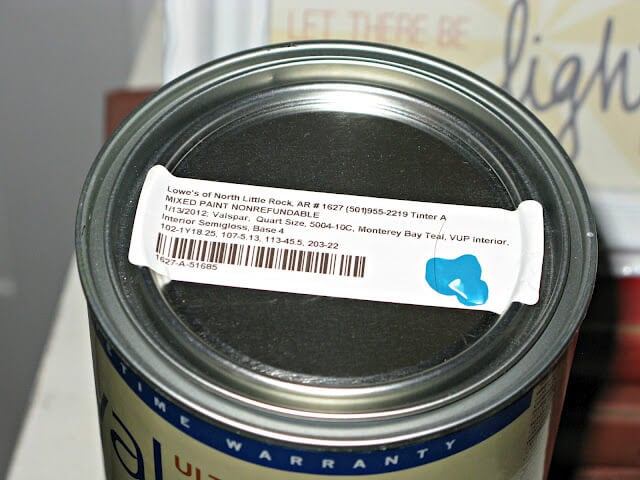 LET THERE BE
light
Lowe's of North Little Rock, AR # 1627 (501)955-2219 Tinter A
MIXED PAINT NONREFUNDABLE
1/13/2012; Valspar, Quart Size, 5004-10C, Monterey Bay Teal, VUP Interior,
Interior Semigloss, Base 4
102-1Y18.25, 107-5.13, 113-45.5, 203-22
1627-A-51685
TIME WARRANTY